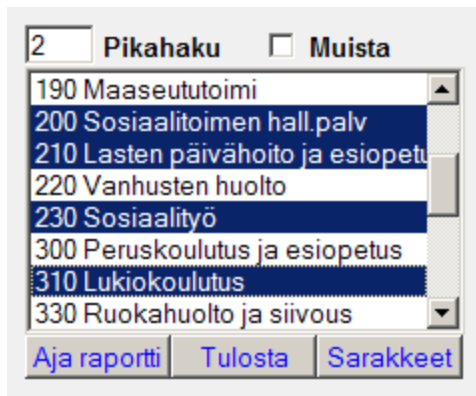 2 Pikahaku Muista
190 Maaseututoimi
200 Sosiaalitoimen hall.palv
210 Lasten päivähoito ja esiopetu
220 Vanhusten huolto
230 Sosiaalityö
300 Peruskoulutus ja esiopetus
310 Lukiokoulutus
330 Ruokahuolto ja siivous
Aja raportti Tulosta Sarakkeet